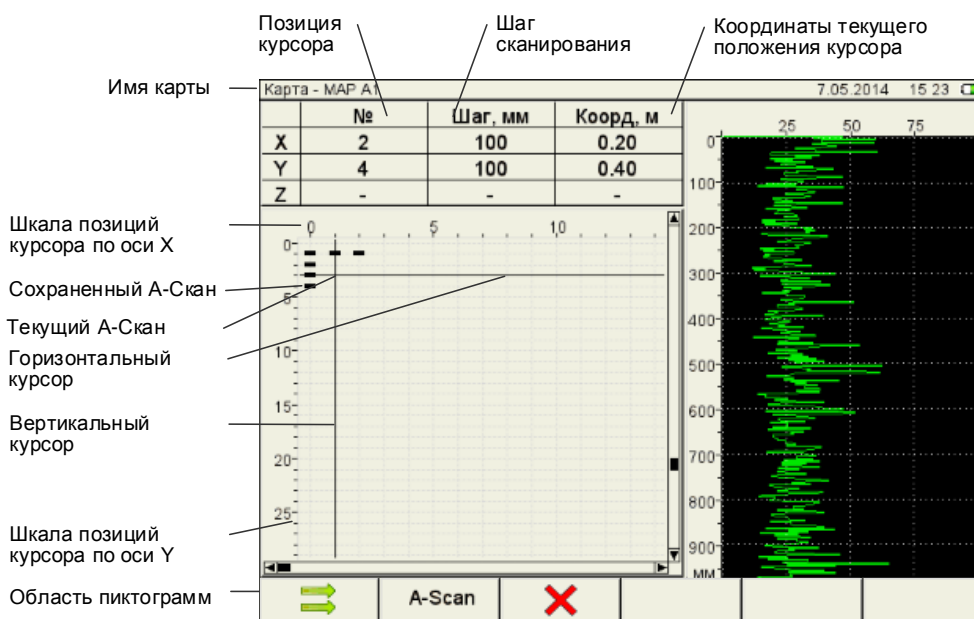 Позиция курсора
Шаг сканирования
Координаты текущего положения курсора
Имя карты
Карта - MAP A1
7.05.2014 15 23
№ Шаг, мм Коорд, м
X 2 100 0.20
Y 4 100 0.40
Z - - -
25 50 75
0
100
200
300
400
500
600
700
800
900
мм
Шкала позиций курсора по оси X
0 5 10
0
5
10
15
20
25
Сохраненный А-Скан
Текущий А-Скан
Горизонтальный курсор
Вертикальный курсор
Шкала позиций курсора по оси Y
Область пиктограмм
A-Scan